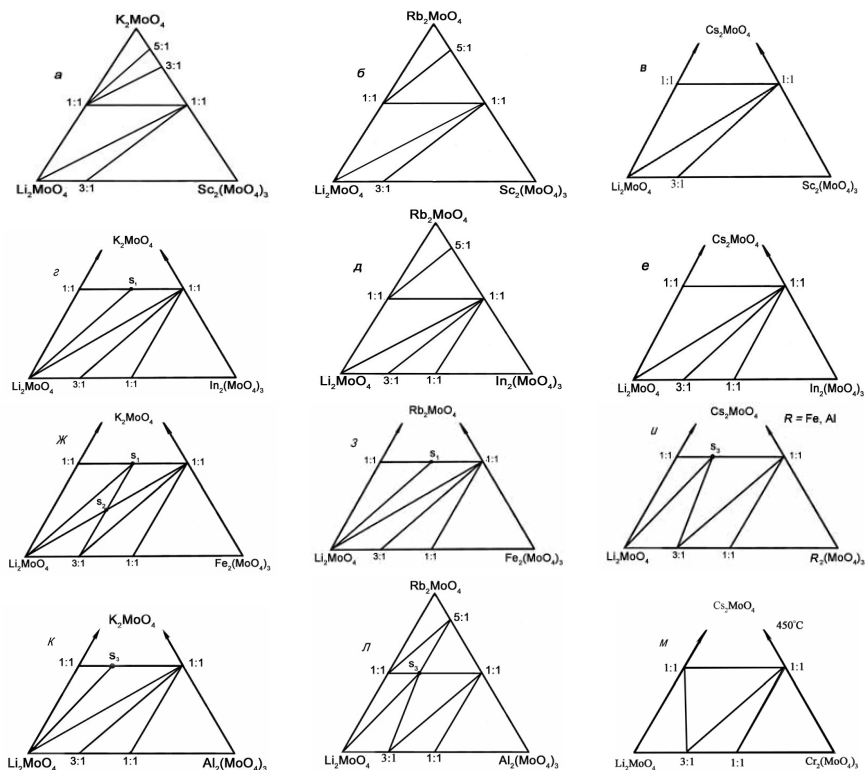 K₂MoO₄
a
5:1
3:1
1:1 1:1
Li₂MoO₄ 3:1 Sc₂(MoO₄)₃
Rb₂MoO₄
б
5:1
1:1 1:1
Li₂MoO₄ 3:1 Sc₂(MoO₄)₃
Cs₂MoO₄
в
1:1 1:1
Li₂MoO₄ 3:1 Sc₂(MoO₄)₃
K₂MoO₄
г
1:1 S₁ 1:1
Li₂MoO₄ 3:1 1:1 In₂(MoO₄)₃
Rb₂MoO₄
д
5:1
1:1 1:1
Li₂MoO₄ 3:1 1:1 In₂(MoO₄)₃
Cs₂MoO₄
е
1:1 1:1
Li₂MoO₄ 3:1 1:1 In₂(MoO₄)₃
K₂MoO₄
ж
1:1 S₁ 1:1
S₂
Li₂MoO₄ 3:1 1:1 Fe₂(MoO₄)₃
Rb₂MoO₄
з
1:1 S₁ 1:1
Li₂MoO₄ 3:1 1:1 Fe₂(MoO₄)₃
Cs₂MoO₄ R = Fe, Al
и
1:1 S₃ 1:1
Li₂MoO₄ 3:1 1:1 R₂(MoO₄)₃
K₂MoO₄
к
1:1 S₃ 1:1
Li₂MoO₄ 3:1 1:1 Al₂(MoO₄)₃
Rb₂MoO₄
л
5:1
1:1 S₃ 1:1
Li₂MoO₄ 3:1 1:1 Al₂(MoO₄)₃
Cs₂MoO₄
м
450°C
1:1 1:1
Li₂MoO₄ 3:1 1:1 Cr₂(MoO₄)₃